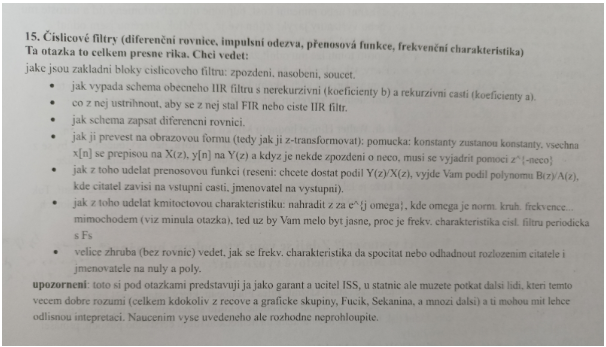 15. Číslicové filtry (diferenční rovnice, impulsní odezva, přenosová funkce, frekvenční charakteristika)
Ta otazka to celkem presne rika. Chci vedet:
jake jsou zakladni bloky cislicoveho filtru: zpozdeni, nasobeni, soucet.
• jak vypada schema obecneho IIR filtru s nerekurzivni (koeficienty b) a rekurzivni casti (koeficienty a).
• co z nej ustrihnout, aby se z nej stal FIR nebo ciste IIR filtr.
• jak schema zapsat diferencni rovnici.
• jak ji prevest na obrazovou formu (tedy jak ji z-transformovat): pomucka: konstanty zustanou konstanty, vsechna
x[n] se prepisou na X(z), y[n] na Y(z) a kdyz je nekde zpozdeni o neco, musi se vyjadrit pomoci z^{-neco}
• jak z toho udelat prenosovou funkci (reseni: chcete dostat podil Y(z)/X(z), vyjde Vam podil polynomu B(z)/A(z),
kde citatel zavisi na vstupni casti, jmenovatel na vystupni).
• jak z toho udelat kmitoctovou charakteristiku: nahradit z za e^{j omega}, kde omega je norm. kruh. frekvence...
mimochodem (viz minula otazka), ted uz by Vam melo byt jasne, proc je frekv. charakteristika cisl. filtru periodicka
s Fs
• velice zhruba (bez rovnic) vedet, jak se frekv. charakteristika da spocitat nebo odhadnout rozlozenim citatele i
jmenovatele na nuly a poly.
upozorneni: toto si pod otazkami predstavuji ja jako garant a ucitel ISS, u statnic ale muzete potkat dalsi lidi, kteri temto
vecem dobre rozumi (celkem kdokoliv z recove a graficke skupiny, Fucik, Sekanina, a mnozi dalsi) a ti mohou mit lehce
odlisnou intepretaci. Naucenim vyse uvedeneho ale rozhodne neprohloupite.